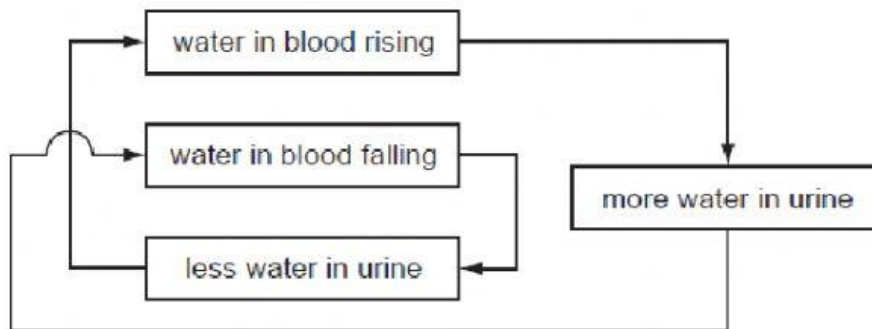 water in blood rising
water in blood falling
more water in urine
less water in urine